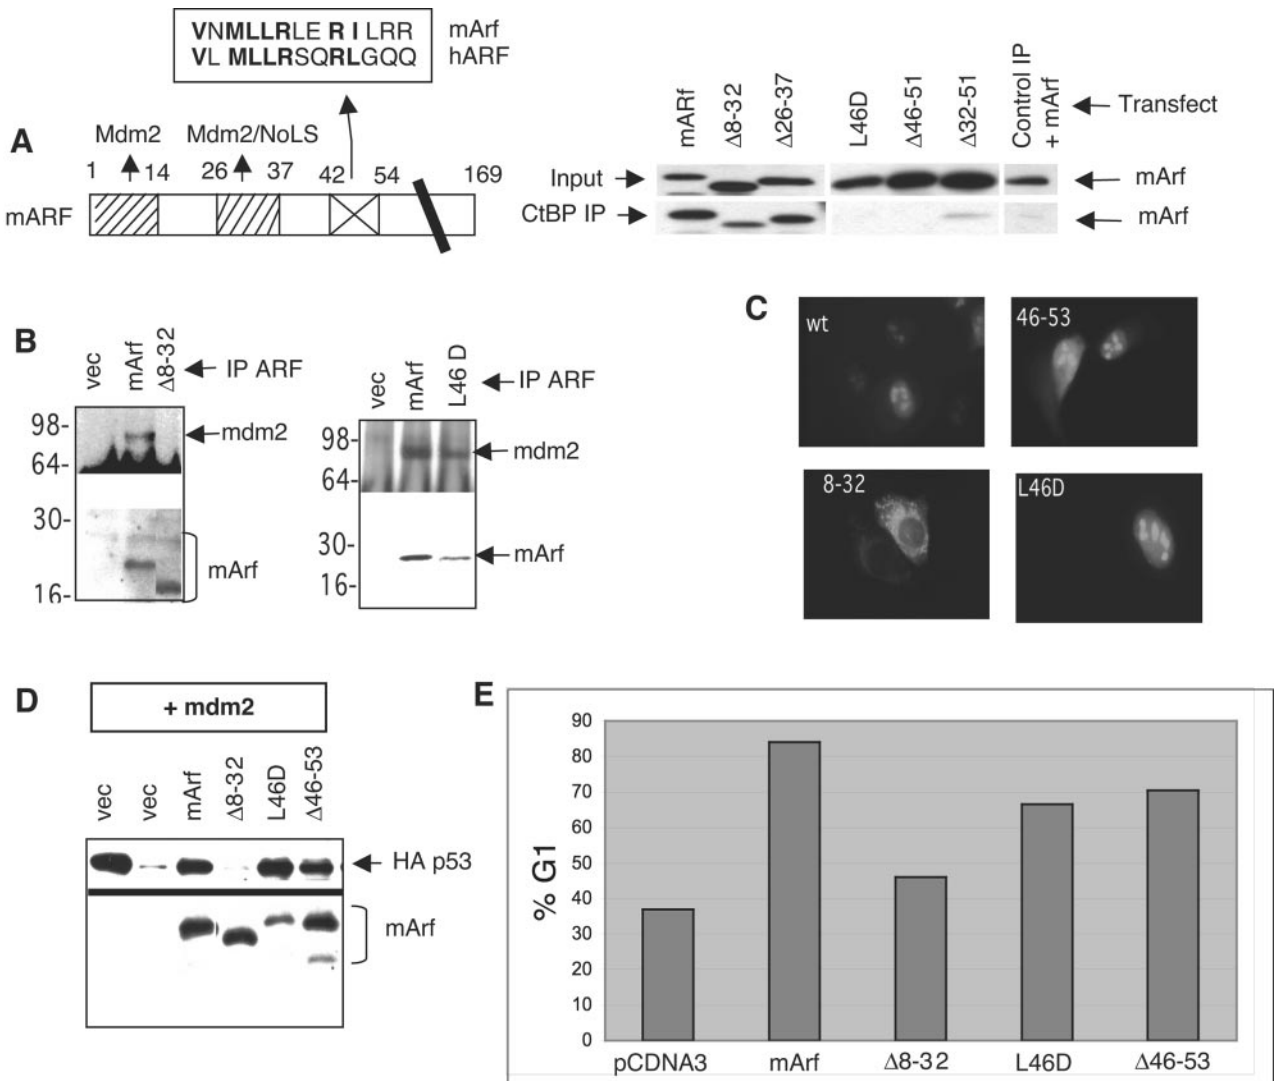 VNMLLRLE R I LRR mArf
VL MLLRSQRLGQQ hARF
A
Mdm2 Mdm2/NoLS
1 14 26 37 42 54 169
mARF
mARf Δ8-32 Δ26-37 L46D Δ46-51 Δ32-51 Control IP + mArf Transfect
Input mArf
CtBP IP mArf
B
vec mArf Δ8-32 IP ARF
98-
mdm2
64-
30-
mArf
16-
vec mArf L46 D IP ARF
98-
mdm2
64-
30-
mArf
16-
C
wt 46-53
8-32 L46D
D
+ mdm2
vec vec mArf Δ8-32 L46D Δ46-53
HA p53
mArf
E
% G1
90
80
70
60
50
40
30
20
10
0
pCDNA3 mArf Δ8-32 L46D Δ46-53